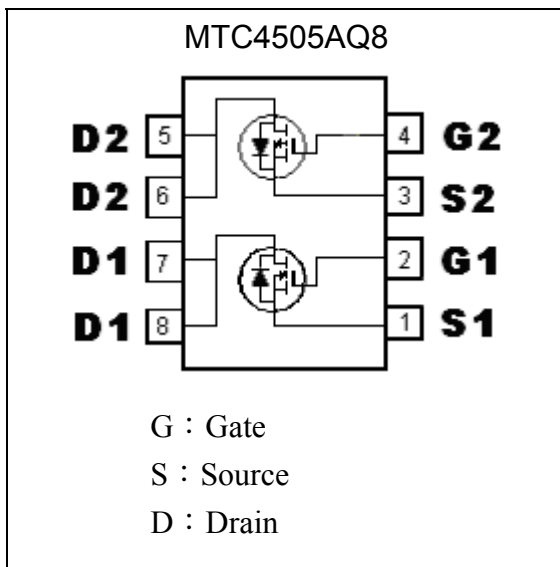 MTC4505AQ8
D2 5 4 G2
D2 6 3 S2
D1 7 2 G1
D1 8 1 S1
G：Gate
S：Source
D：Drain